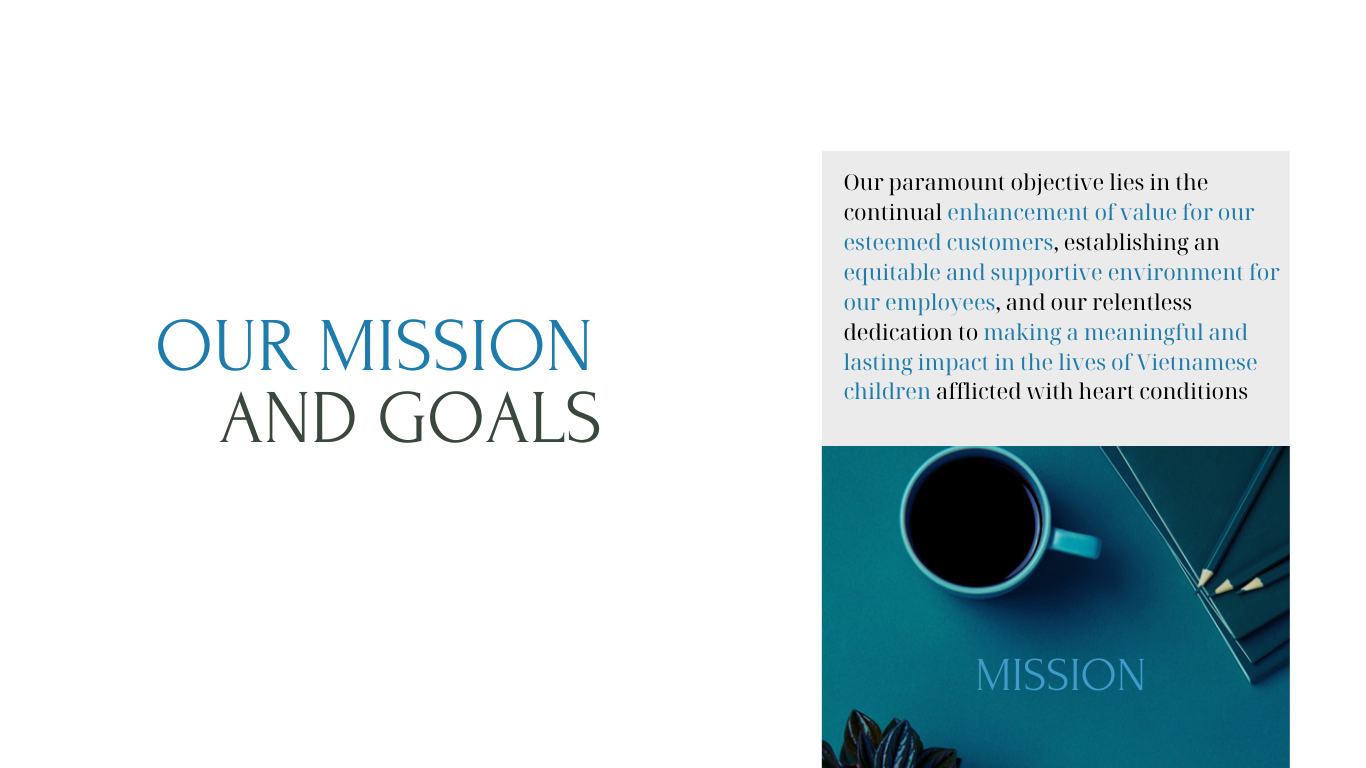 OUR MISSION
AND GOALS
Our paramount objective lies in the
continual enhancement of value for our
esteemed customers, establishing an
equitable and supportive environment for
our employees, and our relentless
dedication to making a meaningful and
lasting impact in the lives of Vietnamese
children afflicted with heart conditions
MISSION